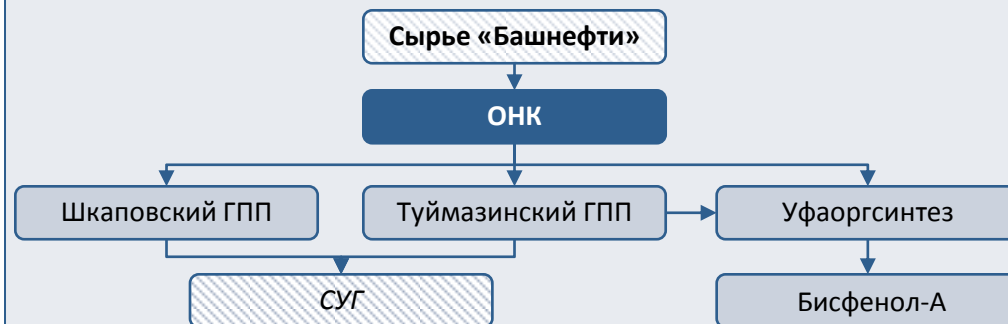 Сырье «Башнефти»
ОНК
Шкаповский ГПП
Туймазинский ГПП
Уфаоргсинтез
СУГ
Бисфенол-А